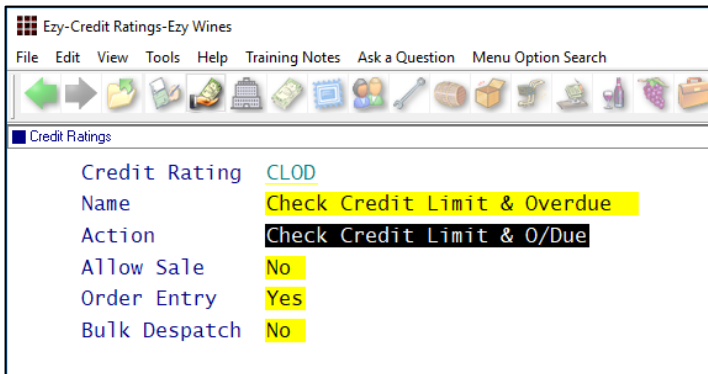 Ezy-Credit Ratings-Ezy Wines
File Edit View Tools Help Training Notes Ask a Question Menu Option Search
Credit Ratings
Credit Rating CLOD
Name Check Credit Limit & Overdue
Action Check Credit Limit & O/Due
Allow Sale No
Order Entry Yes
Bulk Despatch No